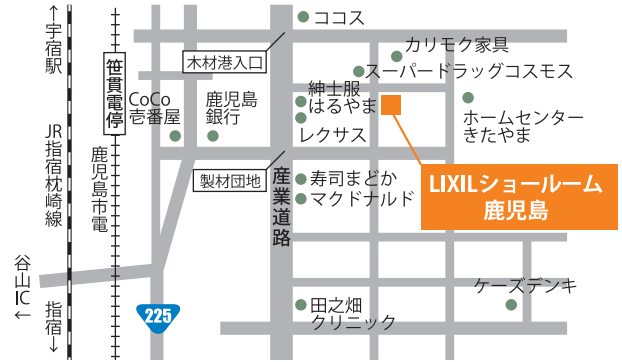 ←宇宿駅
笹貫電停
JR指宿枕崎線
鹿児島市電
谷山IC←
指宿→
ココス
木材港入口
カリモク家具
スーパードラッグコスモス
CoCo
壱番屋
鹿児島
銀行
紳士服
はるやま
レクサス
ホームセンター
きたやま
製材団地
産業道路
寿司まどか
マクドナルド
LIXILショールーム
鹿児島
ケーズデンキ
225
田之畑
クリニック